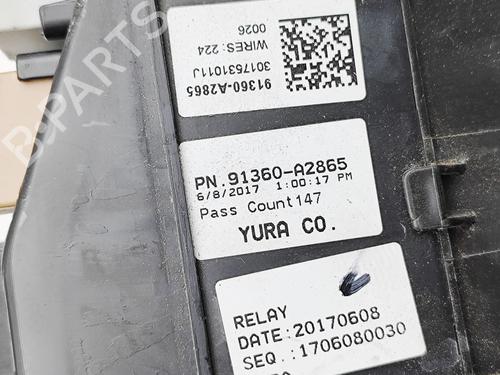 0026
WIRES: 224
3017531011J
91360-A2865
PN.91360-A2865
6/8/2017 1:00:17 PM
Pass Count147
YURA CO.
RELAY
DATE:20170608
SEQ.:1706080030
B-PARTS